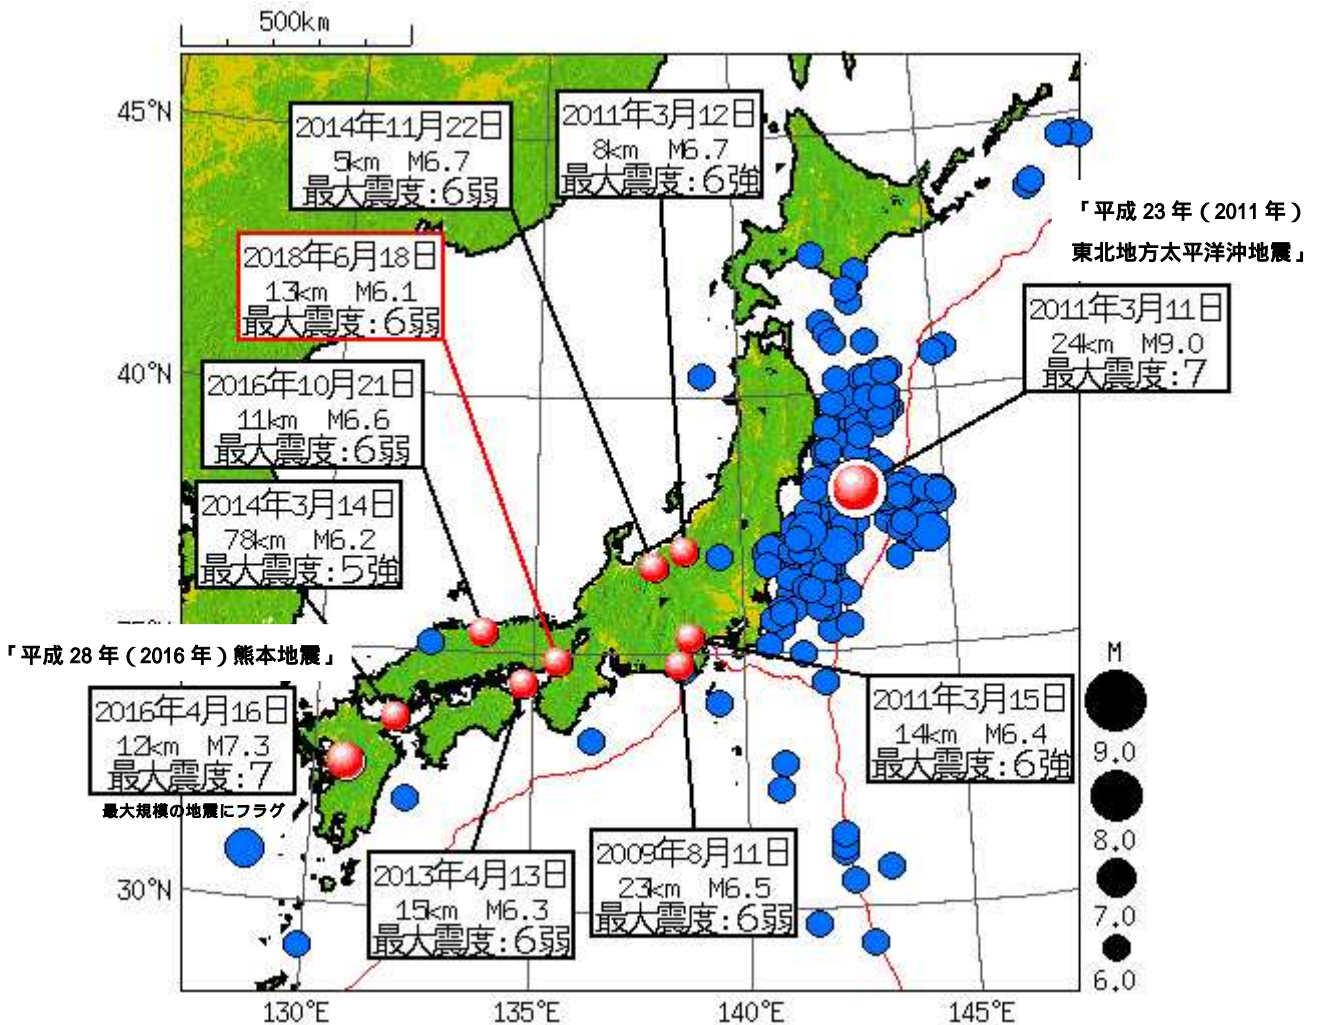 500km
45°N
2014年11月22日
5km M6.7
最大震度:6弱
2011年3月12日
8km M6.7
最大震度:6強
「平成 23 年（2011 年）
東北地方太平洋沖地震」
2018年6月18日
13km M6.1
最大震度:6弱
2011年3月11日
24km M9.0
最大震度:7
40°N
2016年10月21日
11km M6.6
最大震度:6弱
2014年3月14日
78km M6.2
最大震度:5強
「平成 28 年（2016 年）熊本地震」
2016年4月16日
12km M7.3
最大震度:7
最大規模の地震にフラグ
2011年3月15日
14km M6.4
最大震度:6強
M
9.0
8.0
7.0
6.0
2009年8月11日
23km M6.5
最大震度:6弱
2013年4月13日
15km M6.3
最大震度:6弱
30°N
130°E
135°E
140°E
145°E